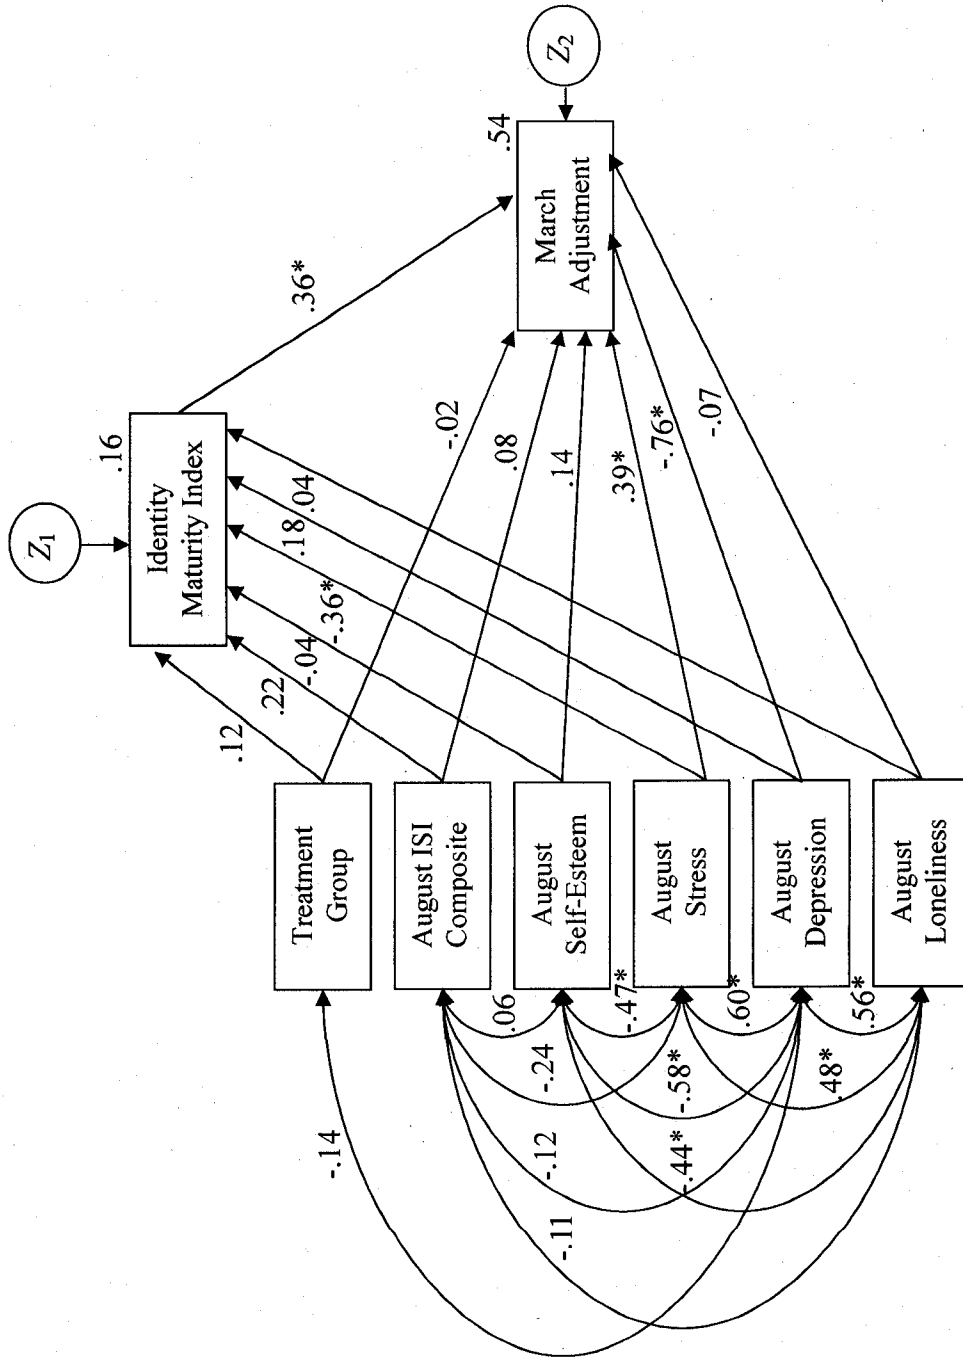 Z1
Identity
Maturity Index
.16
Z2
March
Adjustment
.54
.36*
Treatment
Group
August ISI
Composite
August
Self-Esteem
August
Stress
August
Depression
August
Loneliness
.12
.22
-.04
-.36*
.18
.04
-.02
.08
.14
.39*
-.76*
-.07
.06
-.47*
.60*
.56*
-.24
-.58*
.48*
-.12
-.44*
-.11
-.14